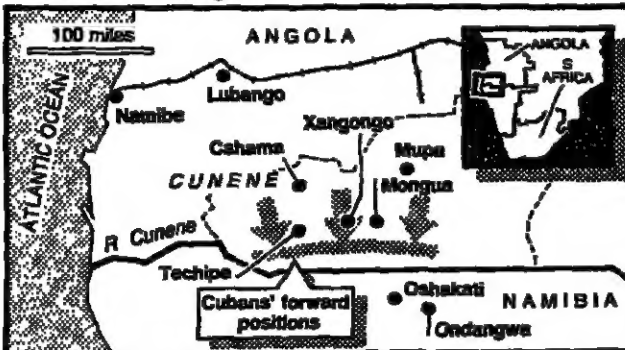 100 miles
ANGOLA
ANGOLA
S
AFRICA
ATLANTIC OCEAN
Namibe
Lubango
Xangongo
Cahama
Mupa
CUNENE
Mongua
R Cunene
Techipe
Cubans' forward
positions
Oshakati
NAMIBIA
Ondangwa